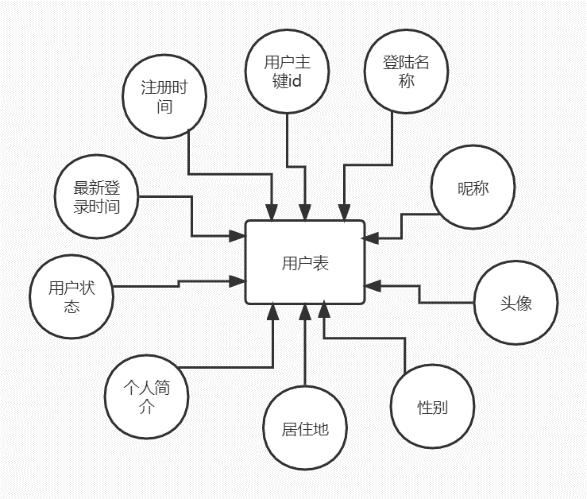 用户主
键id
登陆名
称
注册时
间
最新登
录时间
昵称
用户表
用户状
态
头像
个人简
介
居住地
性别